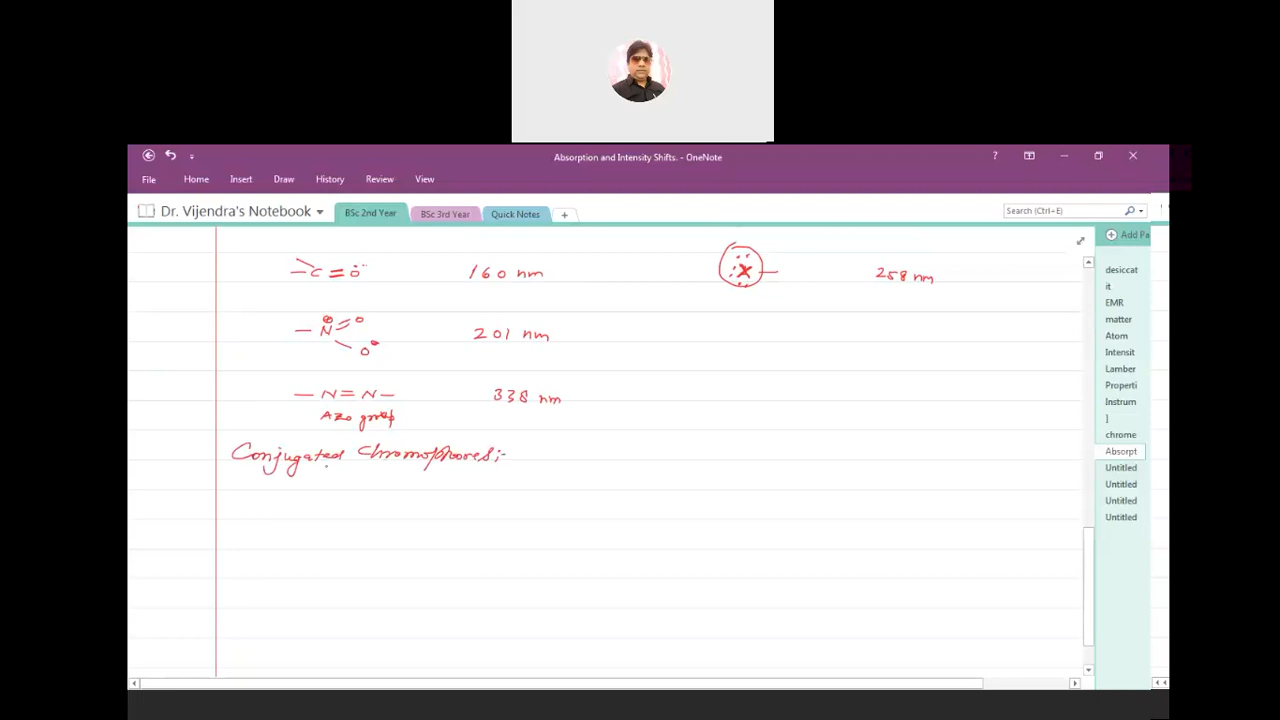 Absorption and Intensity Shifts. - OneNote
File Home Insert Draw History Review View
Dr. Vijendra's Notebook BSc 2nd Year BSc 3rd Year Quick Notes Search (Ctrl+E)
Add Pa
desiccat
it
EMR
matter
Atom
Intensit
Lamber
Properti
Instrum
]
chrome
Absorpt
Untitled
Untitled
Untitled
Untitled
C = O 160 nm X 258 nm
— N = O 201 nm
O
— N = N — 338 nm
Azo group
Conjugated Chromophores;-